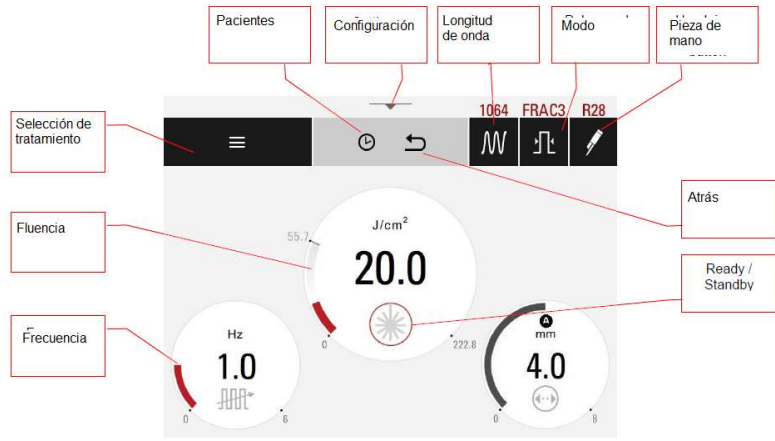 Pacientes
Configuración
Longitud
de onda
Modo
Pieza de
mano
1064
FRAC3
R28
Selección de
tratamiento
Atrás
Fluencia
J/cm²
55.7
20.0
0
222.8
Ready /
Standby
Frecuencia
Hz
1.0
0
6
A
mm
4.0
0
8